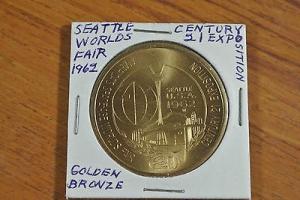 SEATTLE
WORLDS
FAIR
1962
CENTURY
21 EXPOSITION
SEATTLE
U.S.A.
1962
GOLDEN
BRONZE